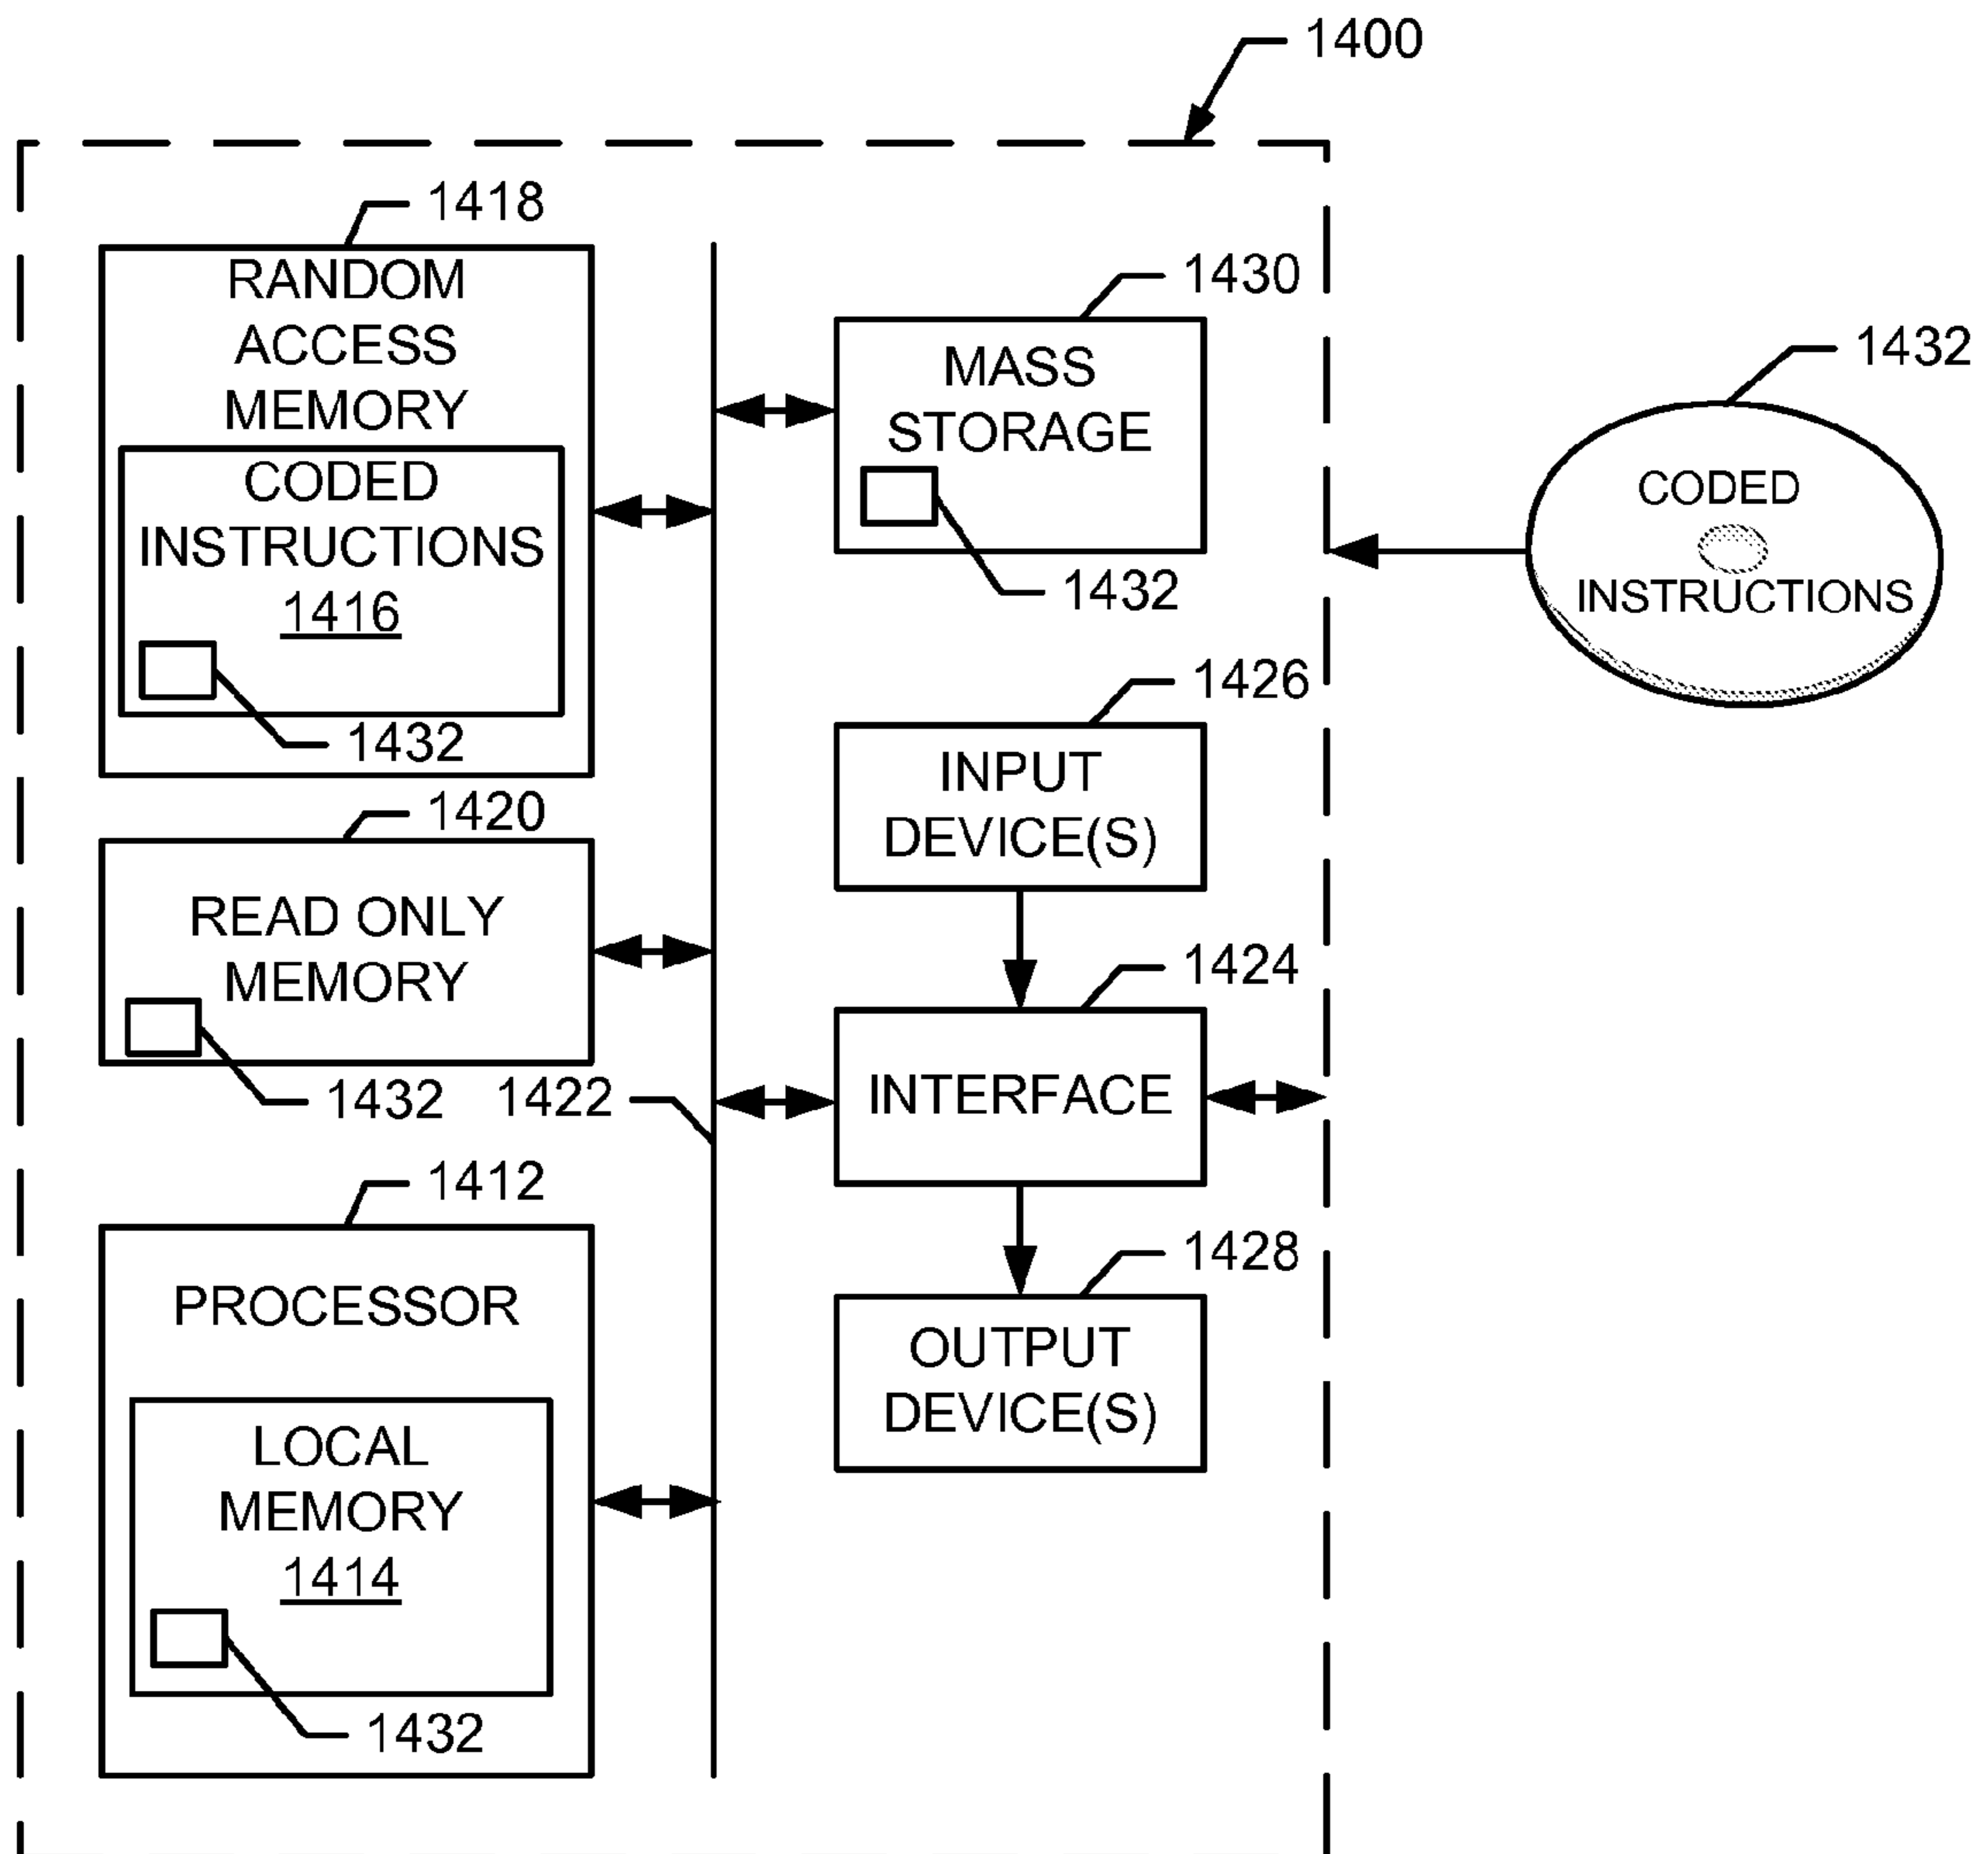 1400
1418
RANDOM
ACCESS
MEMORY
CODED
INSTRUCTIONS
1416
1432
1420
READ ONLY
MEMORY
1432
1422
1412
PROCESSOR
LOCAL
MEMORY
1414
1432
1430
MASS
STORAGE
1432
1426
INPUT
DEVICE(S)
1424
INTERFACE
1428
OUTPUT
DEVICE(S)
1432
CODED
INSTRUCTIONS